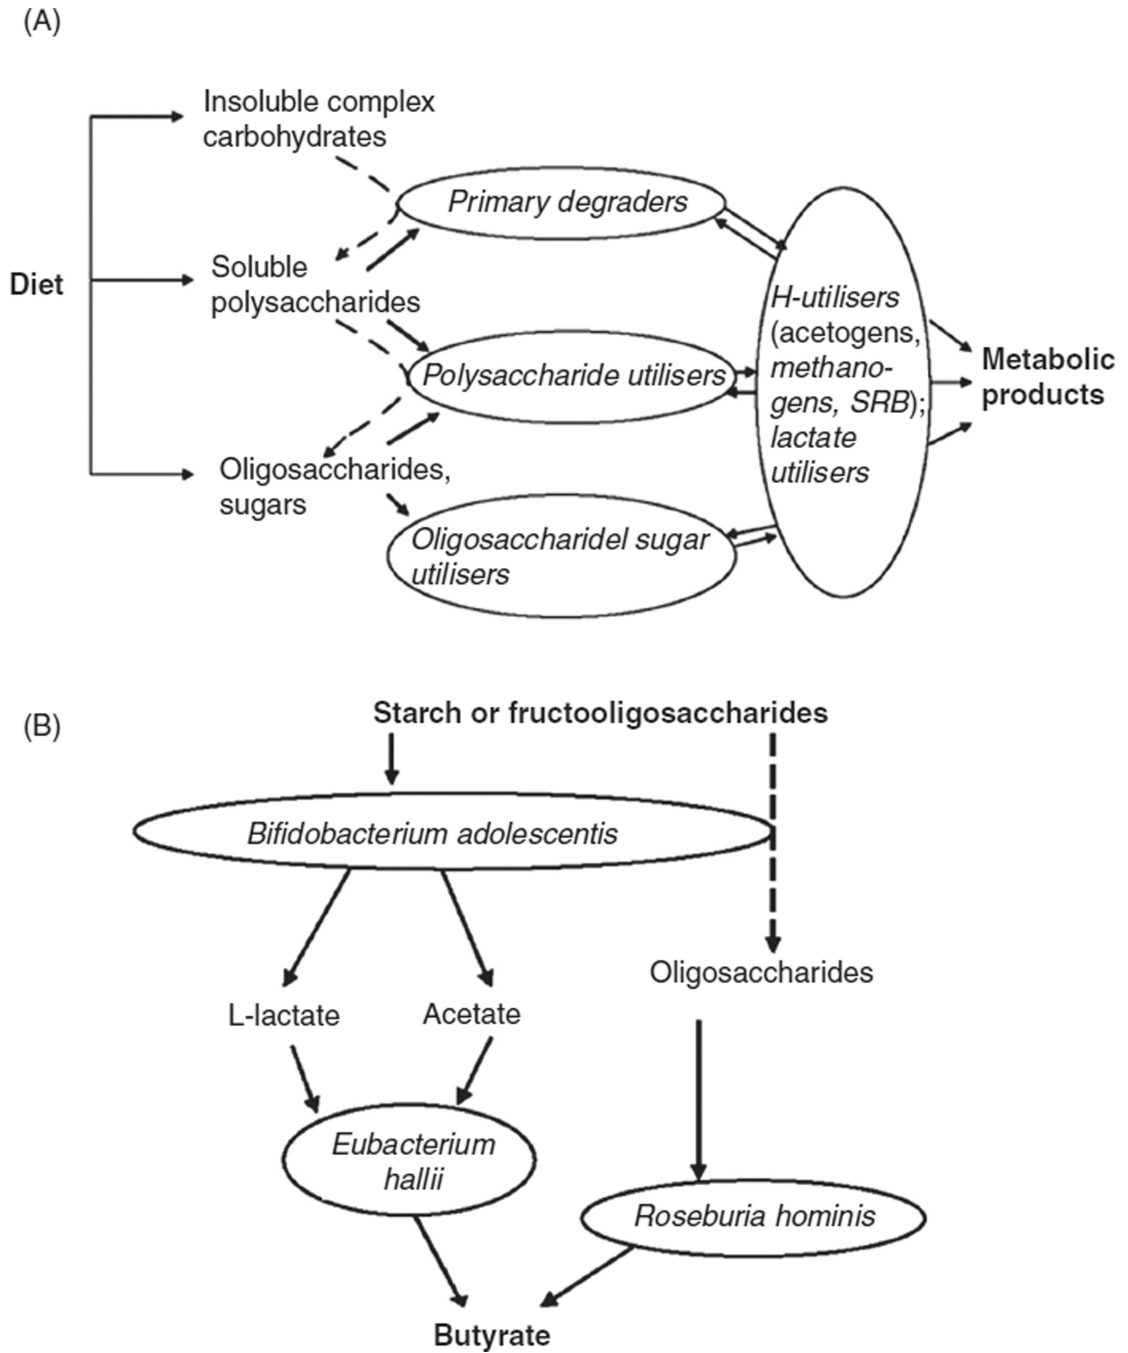 (A)
Insoluble complex
carbohydrates
Primary degraders
Diet
Soluble
polysaccharides
H-utilisers
(acetogens,
methano-
gens, SRB);
lactate
utilisers
Polysaccharide utilisers
Metabolic
products
Oligosaccharides,
sugars
Oligosaccharidel sugar
utilisers
(B)
Starch or fructooligosaccharides
Bifidobacterium adolescentis
Oligosaccharides
L-lactate
Acetate
Eubacterium
hallii
Roseburia hominis
Butyrate